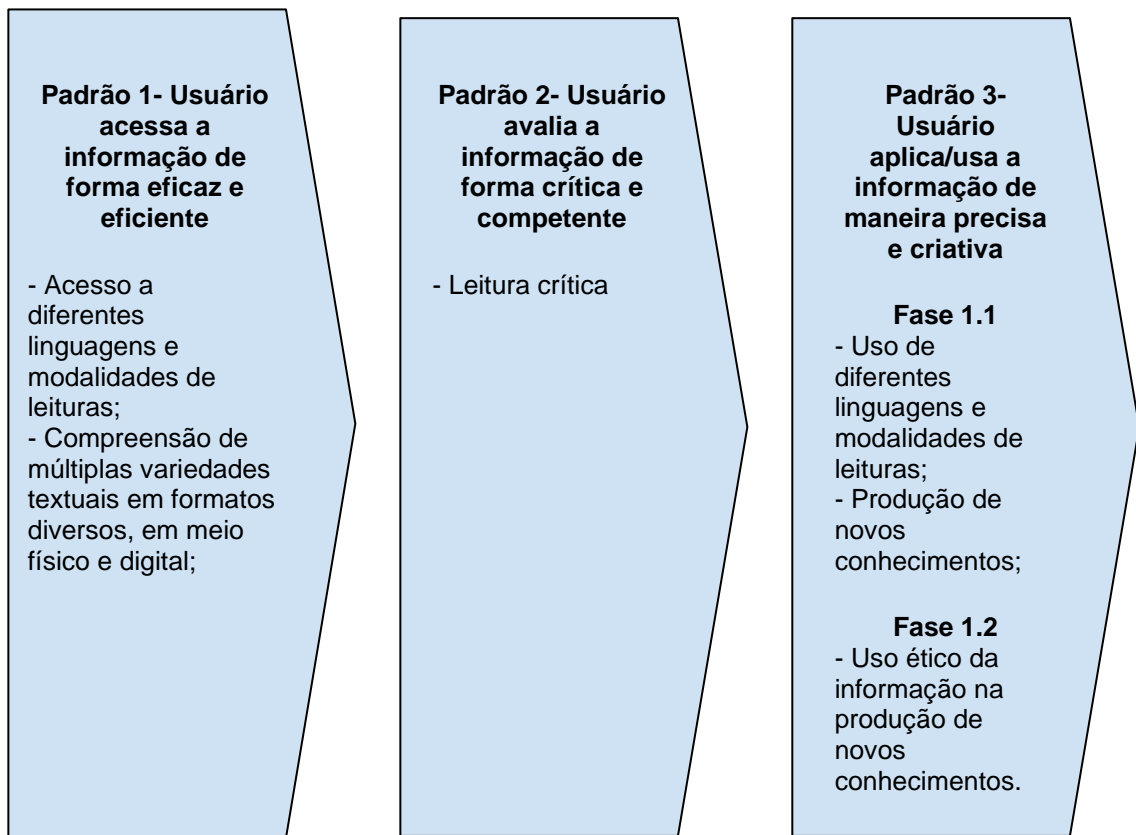 Padrão 1- Usuário
acessa a
informação de
forma eficaz e
eficiente
- Acesso a
diferentes
linguagens e
modalidades de
leituras;
- Compreensão de
múltiplas variedades
textuais em formatos
diversos, em meio
físico e digital;
Padrão 2- Usuário
avalia a
informação de
forma crítica e
competente
- Leitura crítica
Padrão 3-
Usuário
aplica/usa a
informação de
maneira precisa
e criativa
Fase 1.1
- Uso de
diferentes
linguagens e
modalidades de
leituras;
- Produção de
novos
conhecimentos;
Fase 1.2
- Uso ético da
informação na
produção de
novos
conhecimentos.